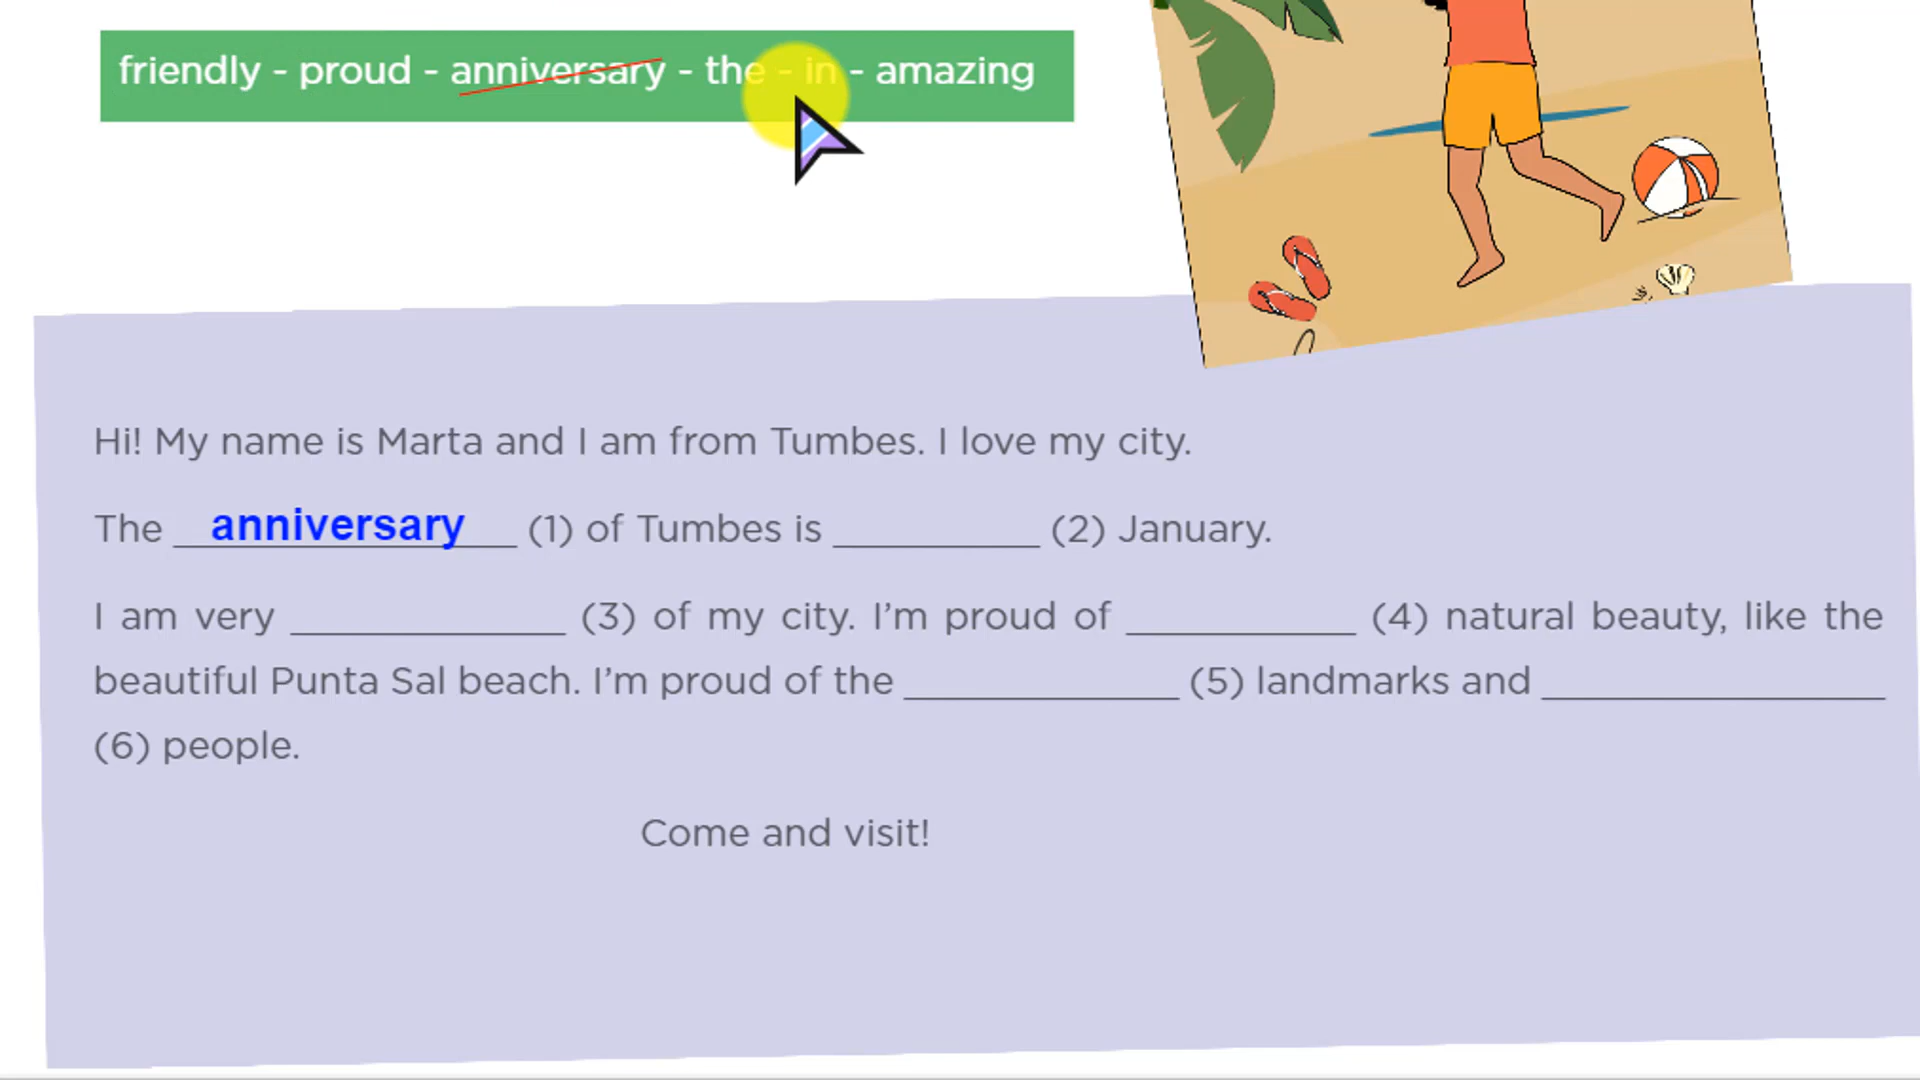 friendly - proud - anniversary - the - in - amazing
Hi! My name is Marta and I am from Tumbes. I love my city.
The anniversary (1) of Tumbes is __________ (2) January.
I am very ____________ (3) of my city. I’m proud of __________ (4) natural beauty, like the
beautiful Punta Sal beach. I’m proud of the ____________ (5) landmarks and _______________
(6) people.
Come and visit!